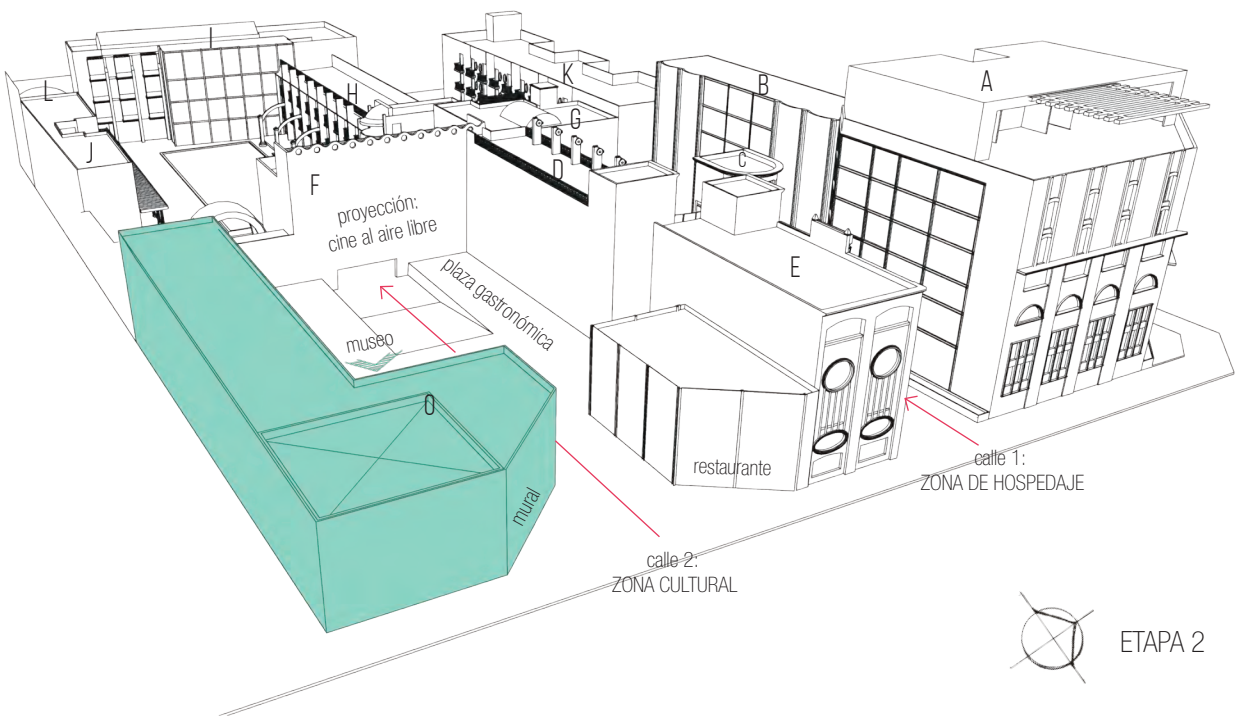 I
K
B
A
L
H
G
J
C
D
F
proyección:
cine al aire libre
plaza gastronómica
E
museo
O
restaurante
mural
calle 1:
ZONA DE HOSPEDAJE
calle 2:
ZONA CULTURAL
ETAPA 2